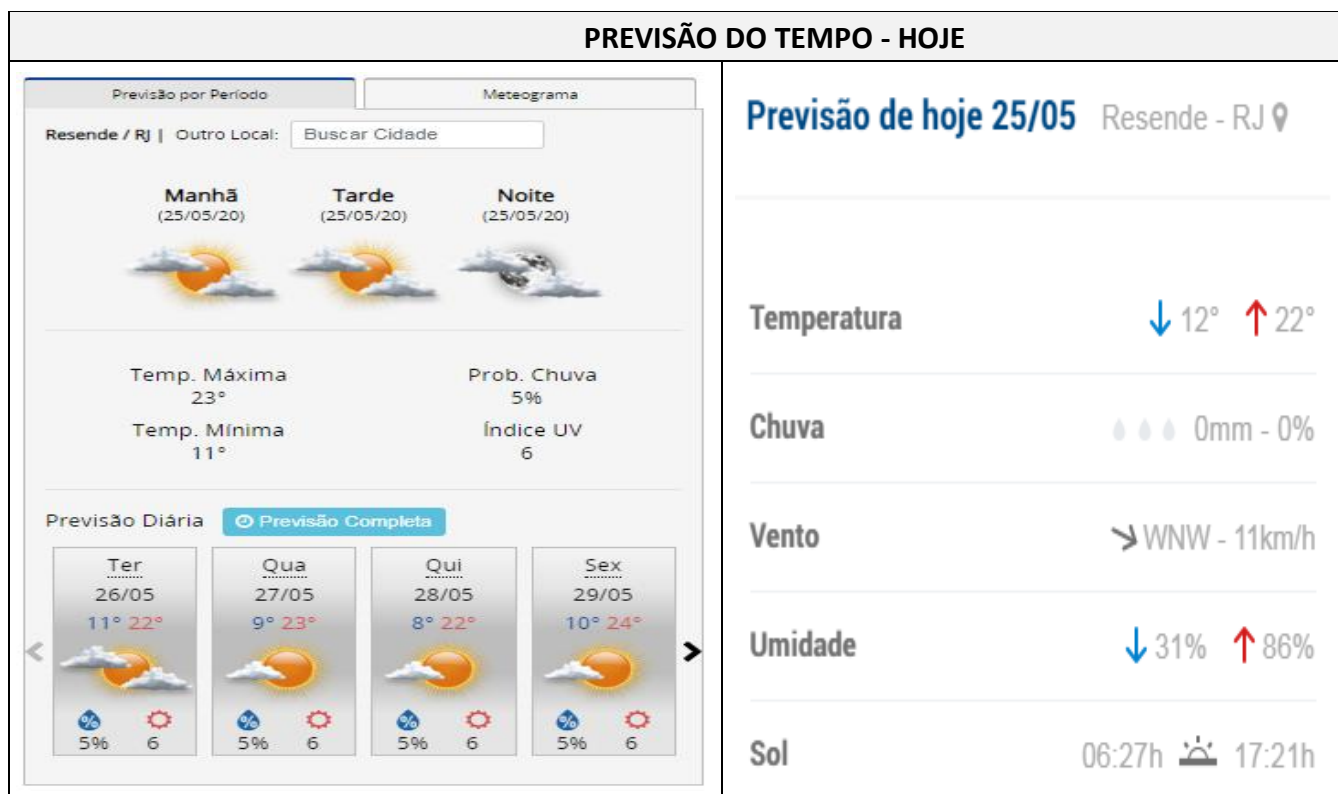 PREVISÃO DO TEMPO - HOJE
Previsão por Período
Meteograma
Resende / RJ | Outro Local: Buscar Cidade
Manhã Tarde Noite
(25/05/20) (25/05/20) (25/05/20)
Temp. Máxima Prob. Chuva
23° 5%
Temp. Mínima Índice UV
11° 6
Previsão Diária Previsão Completa
Ter Qua Qui Sex
26/05 27/05 28/05 29/05
11° 22° 9° 23° 8° 22° 10° 24°
< >
% % % %
5% 6 5% 6 5% 6 5% 6
Previsão de hoje 25/05 Resende - RJ
Temperatura ↓ 12° ↑ 22°
Chuva 0mm - 0%
Vento WNW - 11km/h
Umidade ↓ 31% ↑ 86%
Sol 06:27h 17:21h